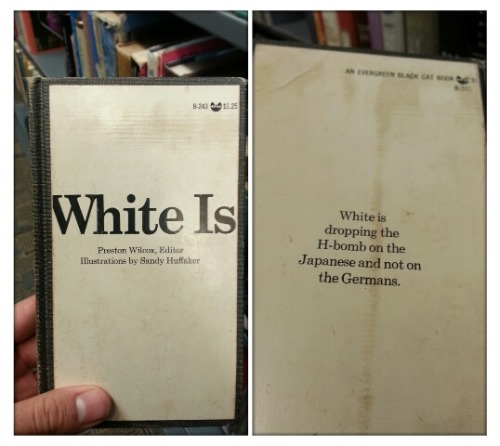 B-243 $1.25
White Is
Preston Wilcox, Editor
Illustrations by Sandy Huffaker
AN EVERGREEN BLACK CAT BOOK
White is
dropping the
H-bomb on the
Japanese and not on
the Germans.